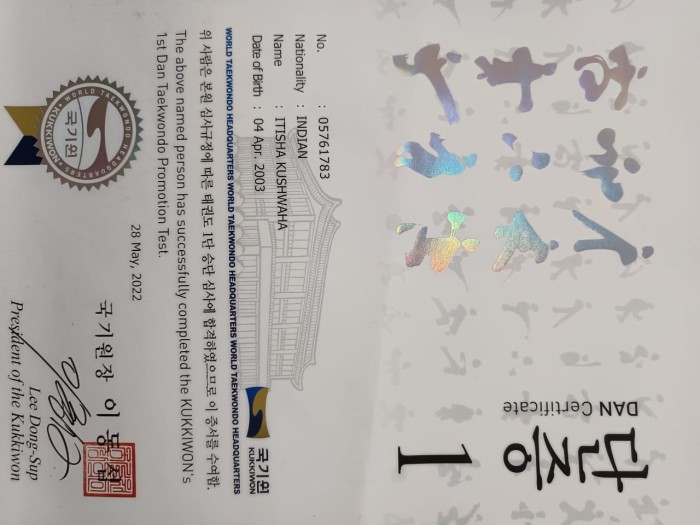 DAN Certificate
단증
1
No. : 05761783
Nationality : INDIAN
Name : ITISHA KUSHWAHA
Date of Birth : 04 Apr. 2003
국기원
KUKKIWON
WORLD TAEKWONDO HEADQUARTERS WORLD TAEKWONDO HEADQUARTERS WORLD TAEKWONDO HEADQUARTERS
위 사람은 본원 심사규정에 따른 태권도 1단 승단 심사에 합격하였으므로 이 증서를 수여함.
The above named person has successfully completed the KUKKIWON's
1st Dan Taekwondo Promotion Test.
28 May, 2022
WORLD TAEKWONDO HEADQUARTERS
국기원
KUKKIWON
국기원장 이 동 섭
Lee Dong-Sup
President of the Kukkiwon